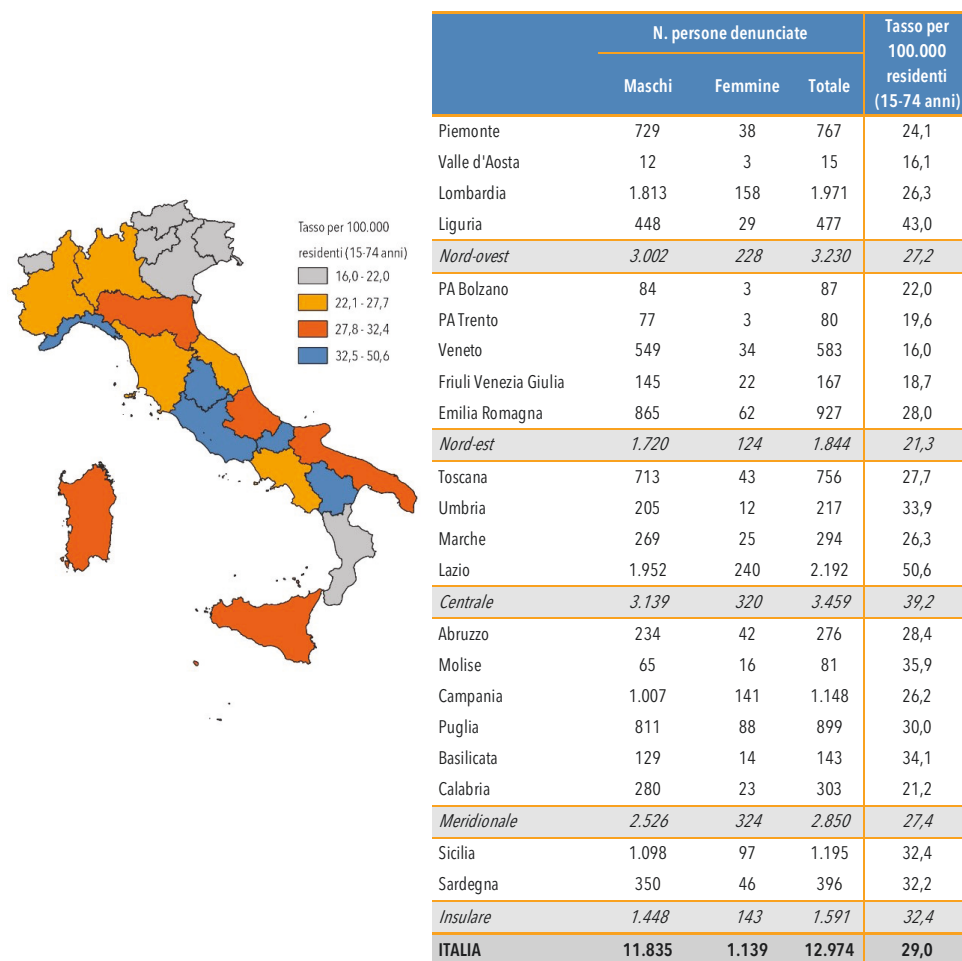 Tasso per 100.000
residenti (15-74 anni)
16,0 - 22,0
22,1 - 27,7
27,8 - 32,4
32,5 - 50,6
N. persone denunciate
Tasso per
100.000
residenti
(15-74 anni)
Maschi Femmine Totale
Piemonte 729 38 767 24,1
Valle d'Aosta 12 3 15 16,1
Lombardia 1.813 158 1.971 26,3
Liguria 448 29 477 43,0
Nord-ovest 3.002 228 3.230 27,2
PA Bolzano 84 3 87 22,0
PA Trento 77 3 80 19,6
Veneto 549 34 583 16,0
Friuli Venezia Giulia 145 22 167 18,7
Emilia Romagna 865 62 927 28,0
Nord-est 1.720 124 1.844 21,3
Toscana 713 43 756 27,7
Umbria 205 12 217 33,9
Marche 269 25 294 26,3
Lazio 1.952 240 2.192 50,6
Centrale 3.139 320 3.459 39,2
Abruzzo 234 42 276 28,4
Molise 65 16 81 35,9
Campania 1.007 141 1.148 26,2
Puglia 811 88 899 30,0
Basilicata 129 14 143 34,1
Calabria 280 23 303 21,2
Meridionale 2.526 324 2.850 27,4
Sicilia 1.098 97 1.195 32,4
Sardegna 350 46 396 32,2
Insulare 1.448 143 1.591 32,4
ITALIA 11.835 1.139 12.974 29,0